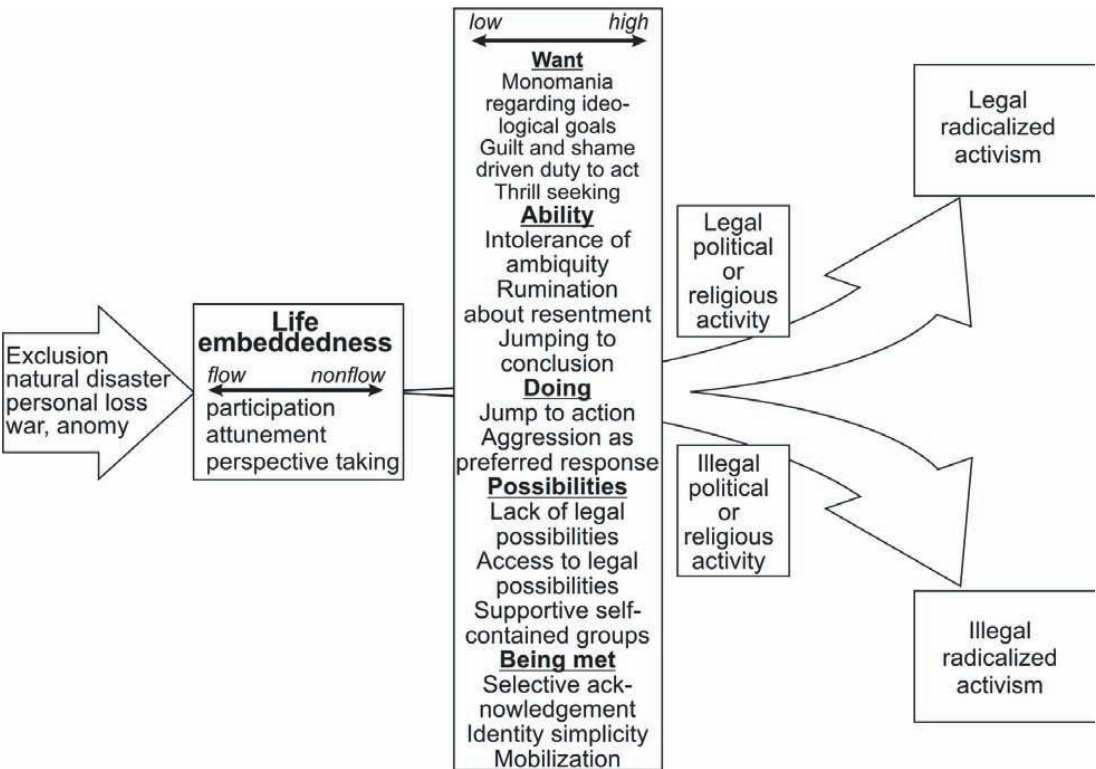 Exclusion
natural disaster
personal loss
war, anomy
Life
embeddedness
flow nonflow
participation
attunement
perspective taking
low high
Want
Monomania
regarding ideo-
logical goals
Guilt and shame
driven duty to act
Thrill seeking
Ability
Intolerance of
ambiquity
Rumination
about resentment
Jumping to
conclusion
Doing
Jump to action
Aggression as
preferred response
Possibilities
Lack of legal
possibilities
Access to legal
possibilities
Supportive self-
contained groups
Being met
Selective ack-
nowledgement
Identity simplicity
Mobilization
Legal
political
or
religious
activity
Illegal
political
or
religious
activity
Legal
radicalized
activism
Illegal
radicalized
activism